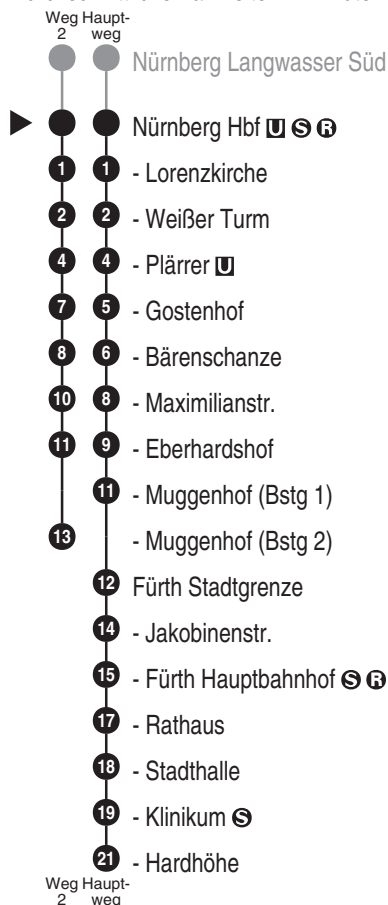 Weg Haupt-
2 weg
Nürnberg Langwasser Süd
Nürnberg Hbf U S R
1 1 - Lorenzkirche
2 2 - Weißer Turm
4 4 - Plärrer U
7 5 - Gostenhof
8 6 - Bärenschanze
10 8 - Maximilianstr.
11 9 - Eberhardshof
11 - Muggenhof (Bstg 1)
13 - Muggenhof (Bstg 2)
12 Fürth Stadtgrenze
14 - Jakobinenstr.
15 - Fürth Hauptbahnhof S R
17 - Rathaus
18 - Stadthalle
19 - Klinikum S
21 - Hardhöhe
Weg Haupt-
2 weg